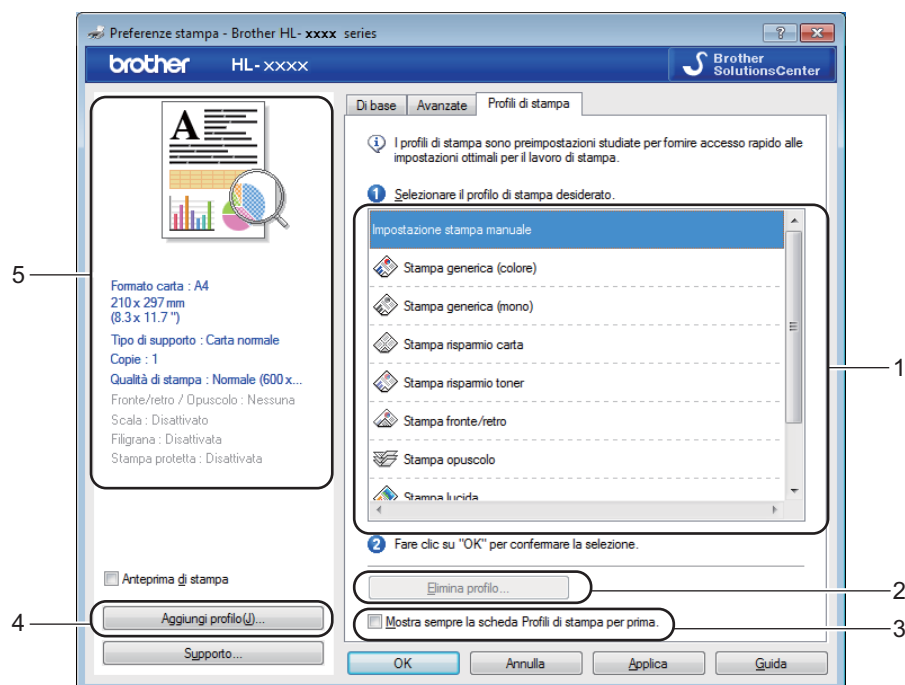 Preferenze stampa - Brother HL- xxxx series
brother HL- xxxx
Brother
SolutionsCenter
A
Formato carta : A4
210 x 297 mm
(8.3 x 11.7 ")
Tipo di supporto : Carta normale
Copie : 1
Qualità di stampa : Normale (600 x...
Fronte/retro / Opuscolo : Nessuna
Scala : Disattivato
Filigrana : Disattivata
Stampa protetta : Disattivata
5
Anteprima di stampa
Aggiungi profilo(J)...
4
Supporto...
Di base Avanzate Profili di stampa
I profili di stampa sono preimpostazioni studiate per fornire accesso rapido alle
impostazioni ottimali per il lavoro di stampa.
1 Selezionare il profilo di stampa desiderato.
Impostazione stampa manuale
Stampa generica (colore)
Stampa generica (mono)
Stampa risparmio carta
Stampa risparmio toner
Stampa fronte/retro
Stampa opuscolo
Stampa lucida
1
2 Fare clic su "OK" per confermare la selezione.
Elimina profilo...
2
Mostra sempre la scheda Profili di stampa per prima.
3
OK Annulla Applica Guida